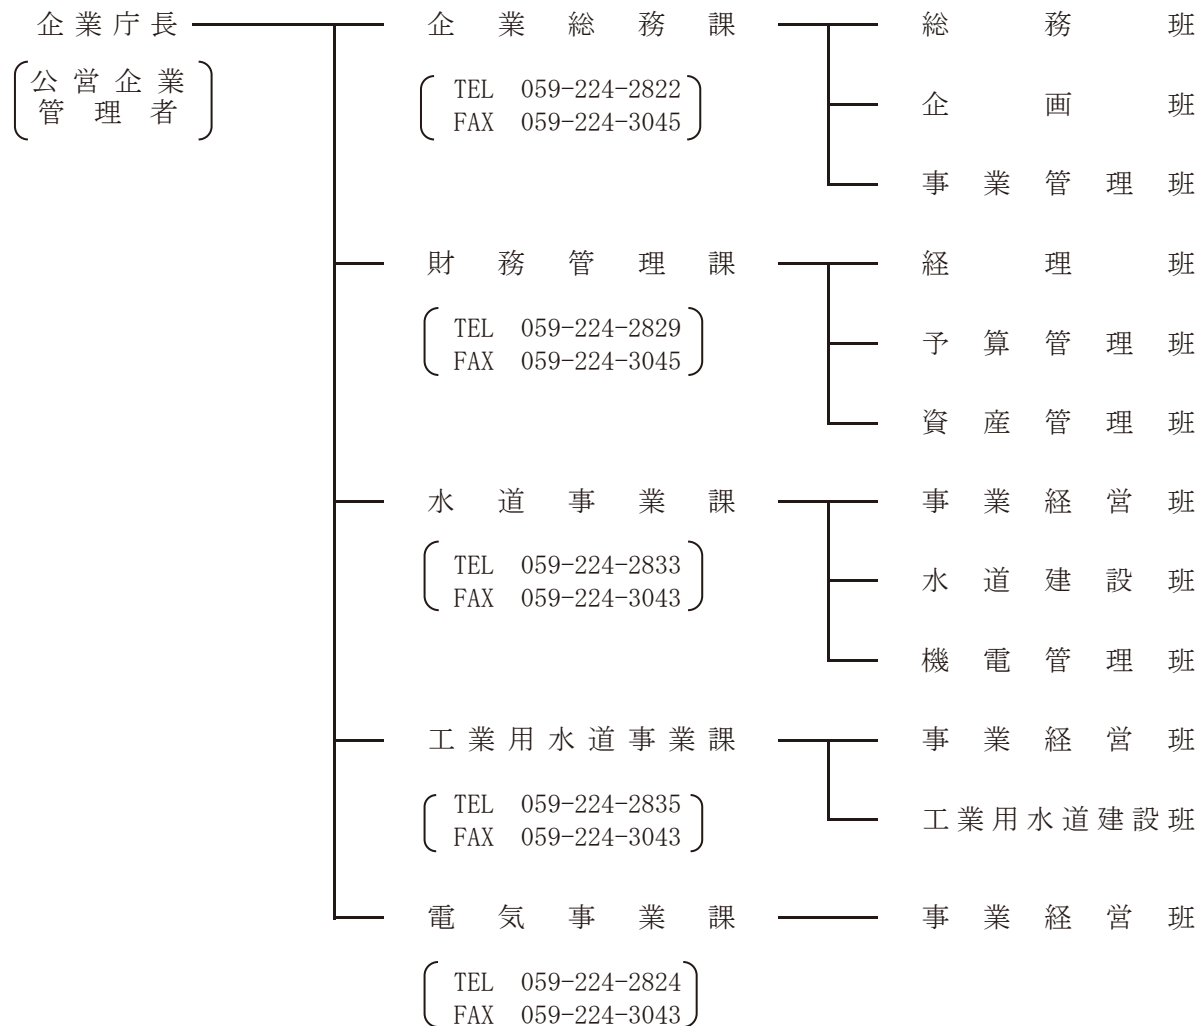 企業庁長 企業総務課 総務班
公営企業
管理者
TEL 059-224-2822
FAX 059-224-3045
企画班
事業管理班
財務管理課 経理班
TEL 059-224-2829
FAX 059-224-3045
予算管理班
資産管理班
水道事業課 事業経営班
TEL 059-224-2833
FAX 059-224-3043
水道建設班
機電管理班
工業用水道事業課 事業経営班
TEL 059-224-2835
FAX 059-224-3043
工業用水道建設班
電気事業課 事業経営班
TEL 059-224-2824
FAX 059-224-3043